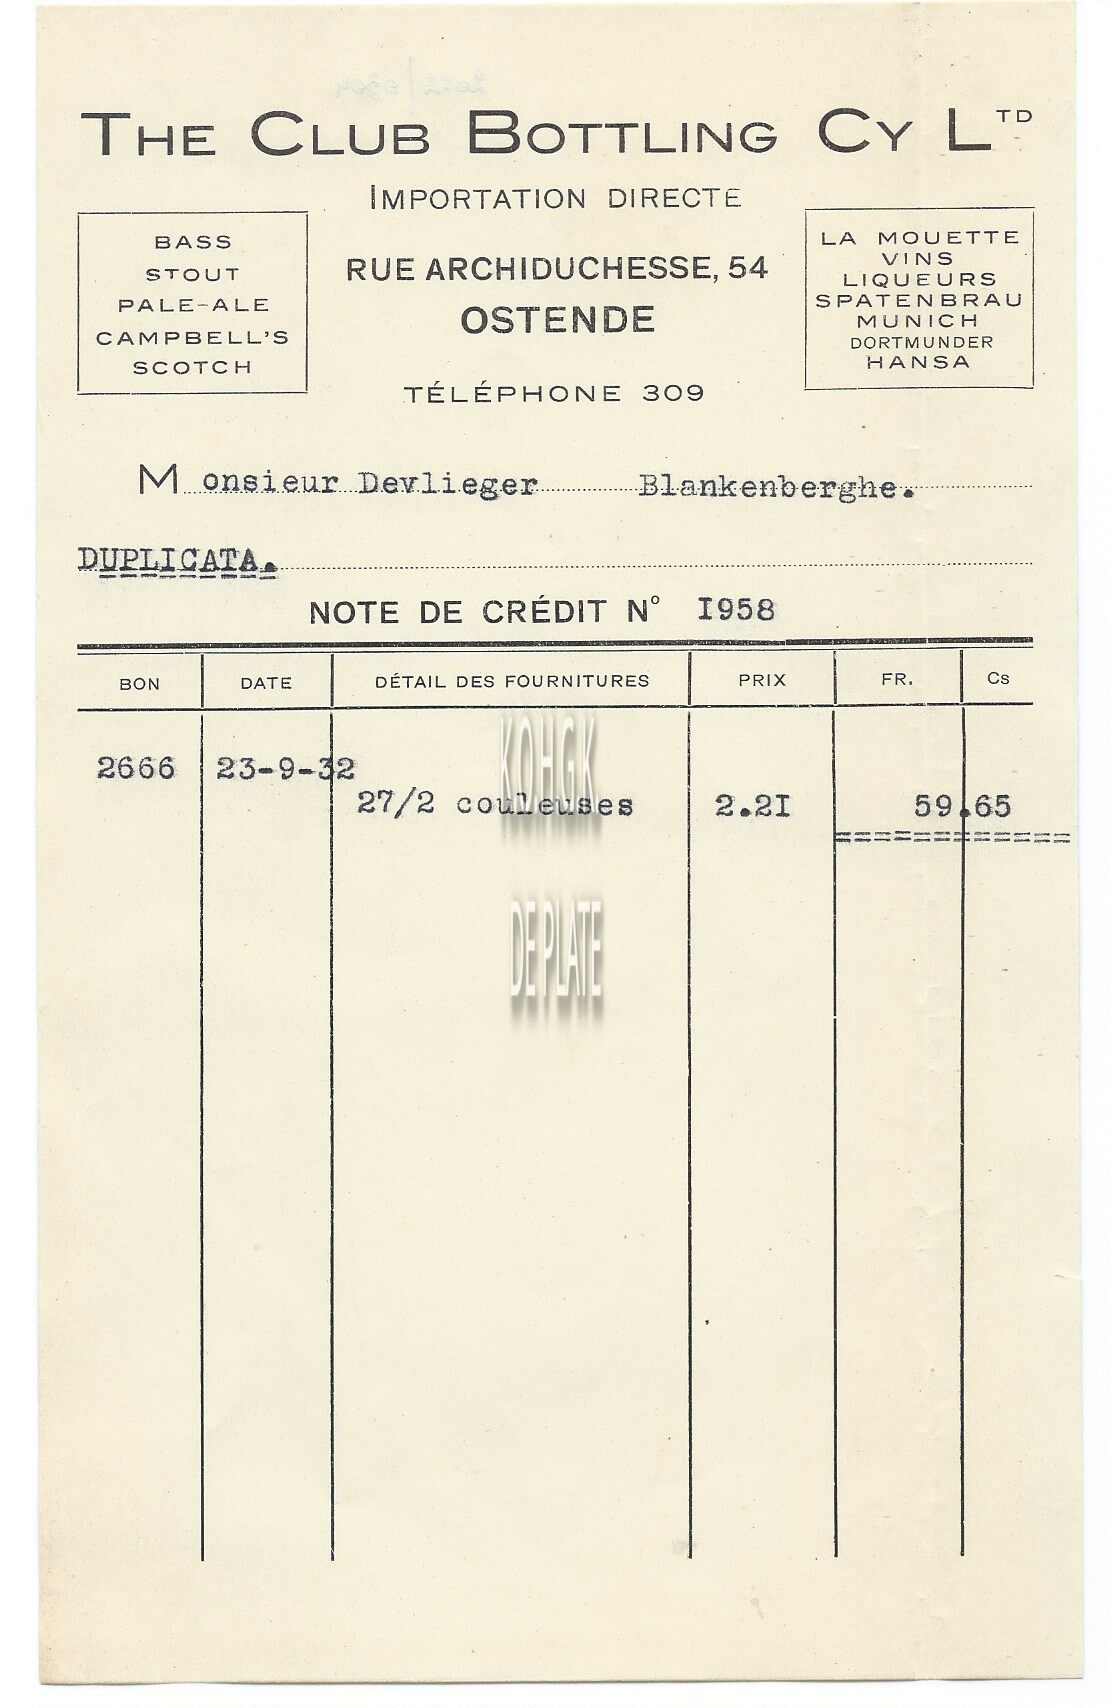 THE CLUB BOTTLING CY LTD
IMPORTATION DIRECTE
BASS
STOUT
PALE-ALE
CAMPBELL'S
SCOTCH
RUE ARCHIDUCHESSE, 54
OSTENDE
TÉLÉPHONE 309
LA MOUETTE
VINS
LIQUEURS
SPATENBRAU
MUNICH
DORTMUNDER
HANSA
Monsieur Devlieger Blankenberghe.
DUPLICATA.
NOTE DE CRÉDIT N° I958
BON DATE DÉTAIL DES FOURNITURES PRIX FR. Cs
2666 23-9-32
27/2 couleuses 2.2I 59.65
KOHGK
DE PLATE